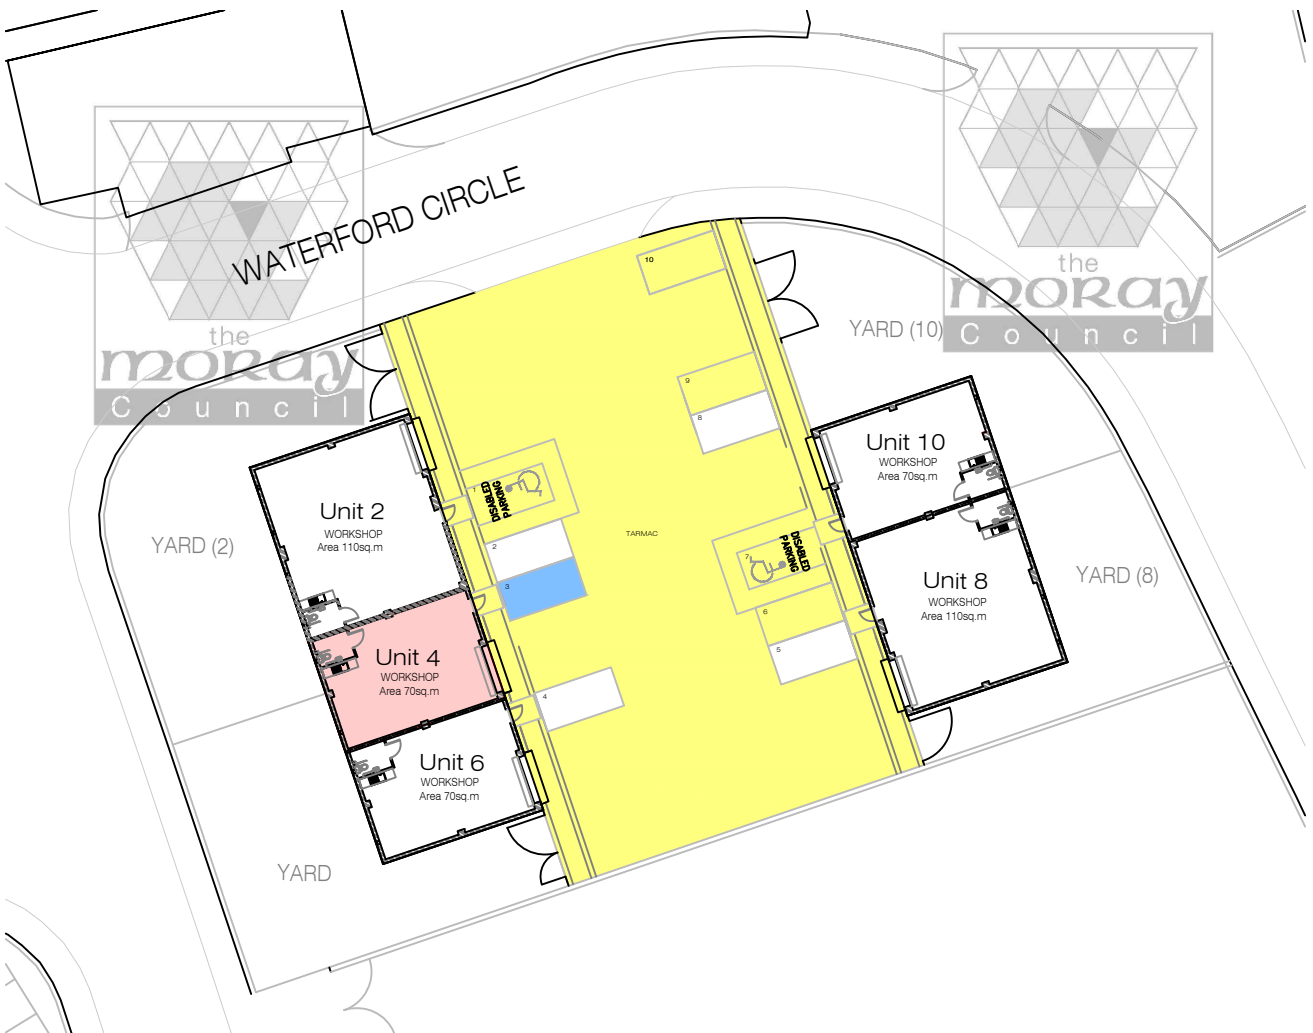 WATERFORD CIRCLE
the
moray
Council
the
moray
Council
YARD (10)
10
9
8
Unit 10
WORKSHOP
Area 70sq.m
1
DISABLED
PARKING
Unit 2
WORKSHOP
Area 110sq.m
YARD (2)
2
3
TARMAC
7
DISABLED
PARKING
Unit 8
WORKSHOP
Area 110sq.m
YARD (8)
6
5
Unit 4
WORKSHOP
Area 70sq.m
4
Unit 6
WORKSHOP
Area 70sq.m
YARD